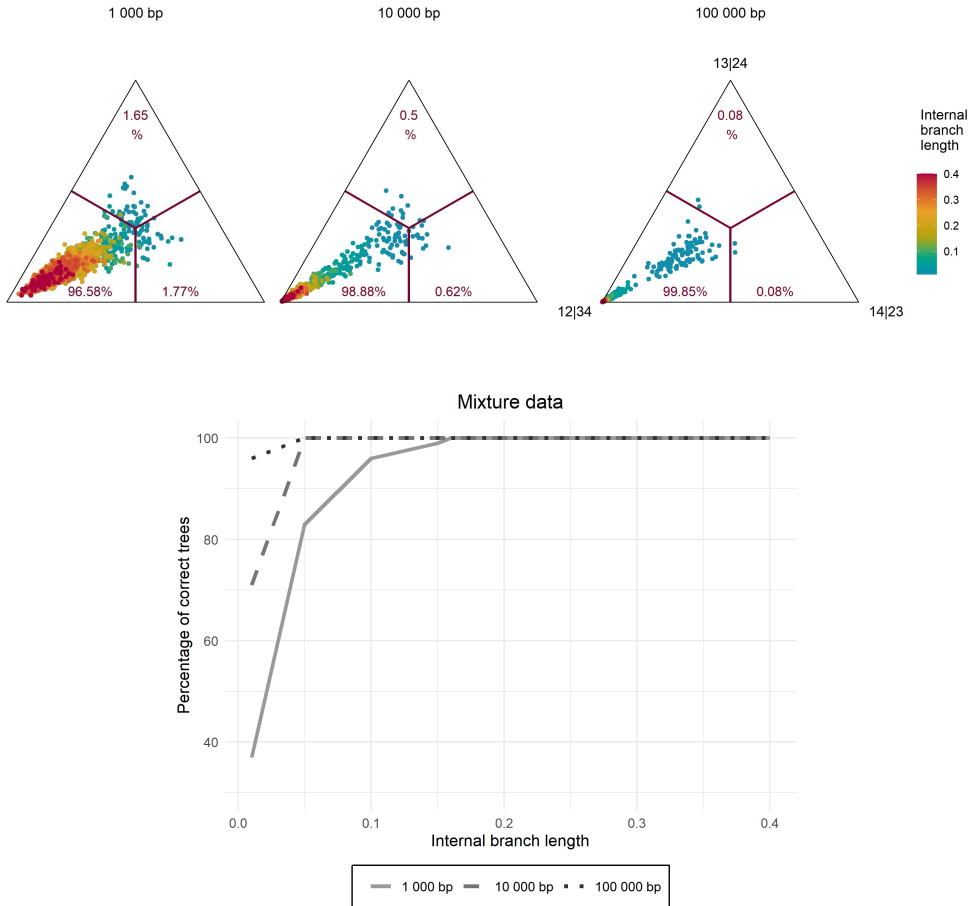 1 000 bp
10 000 bp
100 000 bp
13|24
1.65
%
0.5
%
0.08
%
Internal
branch
length
0.4
0.3
0.2
0.1
96.58%
1.77%
98.88%
0.62%
99.85%
0.08%
12|34
14|23
Mixture data
Percentage of correct trees
100
80
60
40
0.0
0.1
0.2
0.3
0.4
Internal branch length
1 000 bp
10 000 bp
100 000 bp